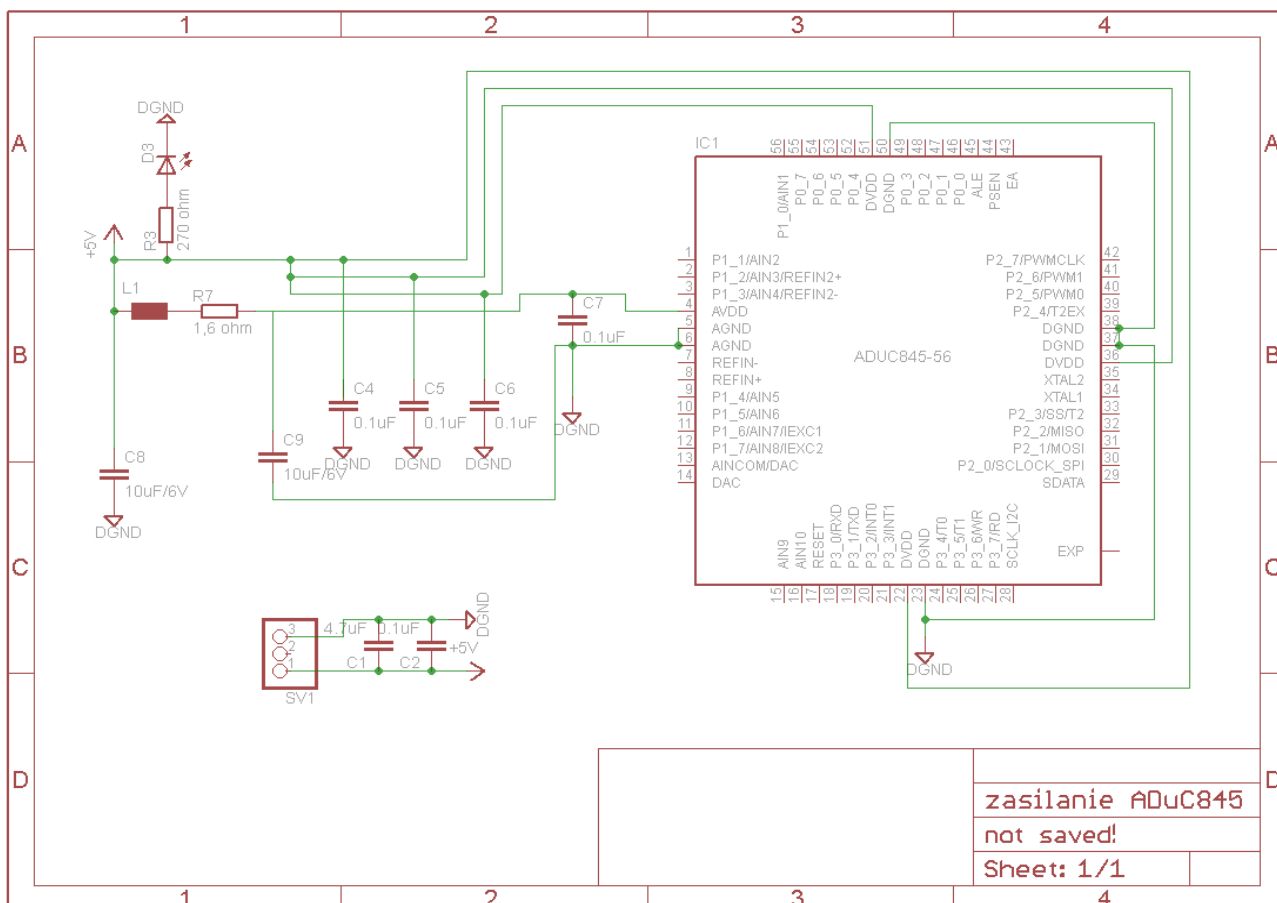 1 2 3 4
A
B
C
D
A
B
C
D
1 2 3 4
DGND
D3
R3
270 ohm
+5V
L1
R7
1,6 ohm
C8
10uF/6V
DGND
C9
10uF/6V
C4
0.1uF
DGND
C5
0.1uF
DGND
C6
0.1uF
DGND
C7
0.1uF
DGND
SV1
3
2
1
4.7uF
0.1uF
C1
C2
+5V
DGND
IC1
ADUC845-56
56 P1_0/AIN1
55 P0_7
54 P0_6
53 P0_5
52 P0_4
51 DVDD
50 DGND
49 P0_3
48 P0_2
47 P0_1
46 P0_0
45 ALE
44 PSEN
43 EA
1 P1_1/AIN2
2 P1_2/AIN3/REFIN2+
3 P1_3/AIN4/REFIN2-
4 AVDD
5 AGND
6 AGND
7 REFIN-
8 REFIN+
9 P1_4/AIN5
10 P1_5/AIN6
11 P1_6/AIN7/IEXC1
12 P1_7/AIN8/IEXC2
13 AINCOM/DAC
14 DAC
P2_7/PWMCLK 42
P2_6/PWM1 41
P2_5/PWM0 40
P2_4/T2EX 39
DGND 38
DGND 37
DVDD 36
XTAL2 35
XTAL1 34
P2_3/SS/T2 33
P2_2/MISO 32
P2_1/MOSI 31
P2_0/SCLOCK_SPI 30
SDATA 29
EXP
15 AIN9
16 AIN10
17 RESET
18 P3_0/RXD
19 P3_1/TXD
20 P3_2/INT0
21 P3_3/INT1
22 DVDD
23 DGND
24 P3_4/T0
25 P3_5/T1
26 P3_6/WR
27 P3_7/RD
28 SCLK_I2C
DGND
zasilanie ADuC845
not saved!
Sheet: 1/1